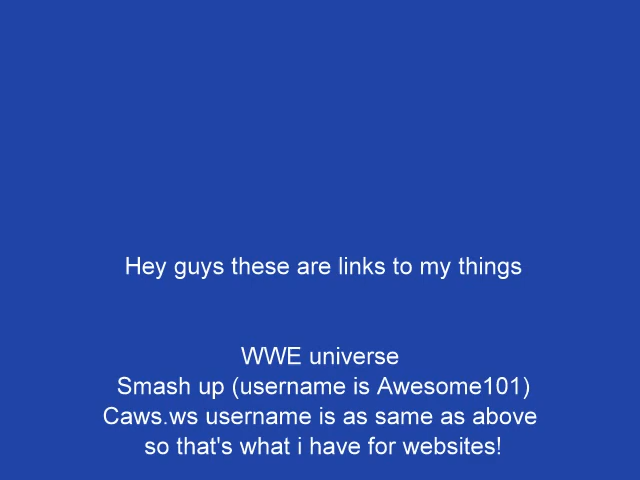 Hey guys these are links to my things
WWE universe
Smash up (username is Awesome101)
Caws.ws username is as same as above
so that's what i have for websites!